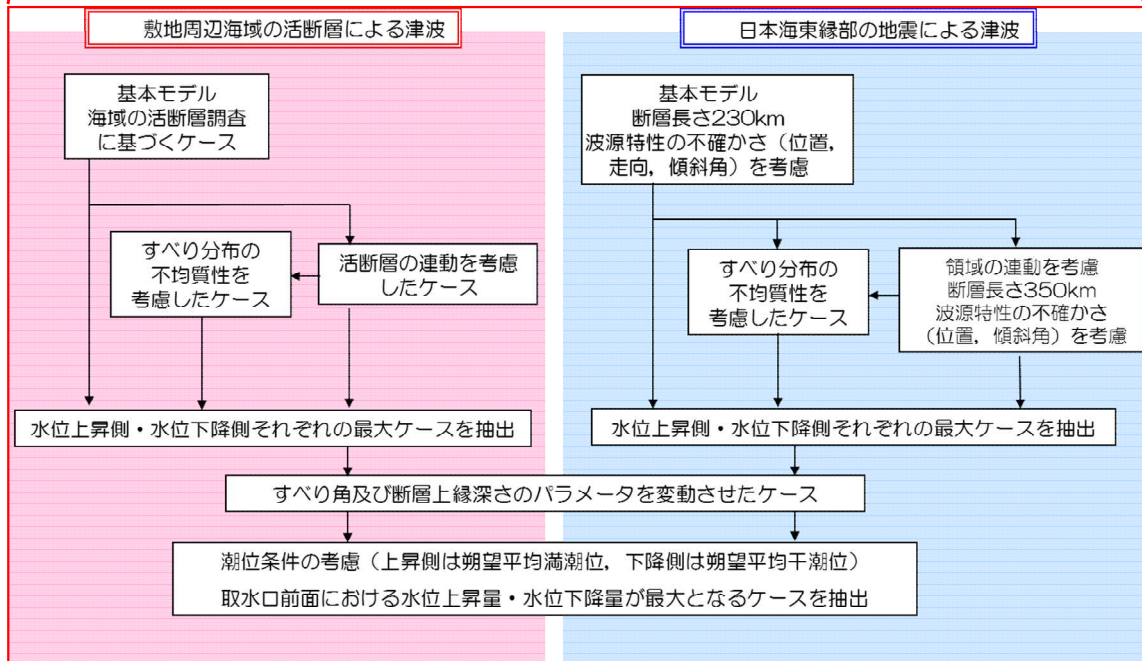 敷地周辺海域の活断層による津波
基本モデル
海域の活断層調査
に基づくケース
すべり分布の
不均質性を
考慮したケース
活断層の連動を考慮
したケース
水位上昇側・水位下降側それぞれの最大ケースを抽出
日本海東縁部の地震による津波
基本モデル
断層長さ230km
波源特性の不確かさ（位置，
走向，傾斜角）を考慮
すべり分布の
不均質性を
考慮したケース
領域の連動を考慮
断層長さ350km
波源特性の不確かさ
（位置，傾斜角）を考慮
水位上昇側・水位下降側それぞれの最大ケースを抽出
すべり角及び断層上縁深さのパラメータを変動させたケース
潮位条件の考慮（上昇側は朔望平均満潮位，下降側は朔望平均干潮位）
取水口前面における水位上昇量・水位下降量が最大となるケースを抽出